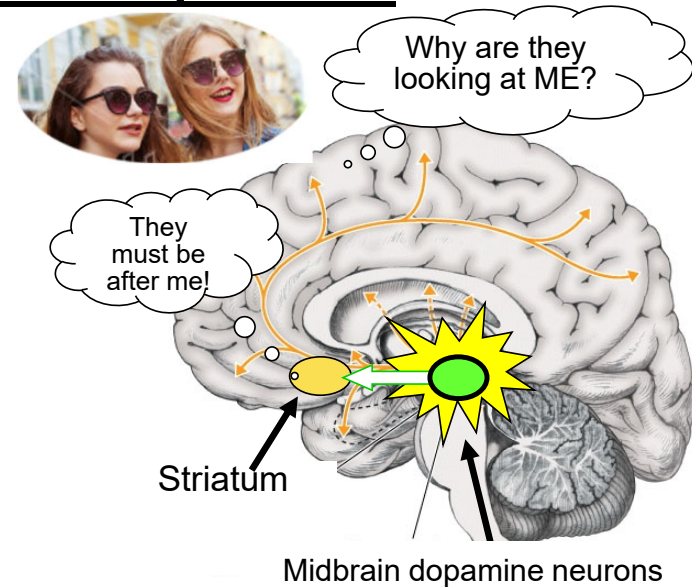 Why are they
looking at ME?
They
must be
after me!
Striatum
Midbrain dopamine neurons